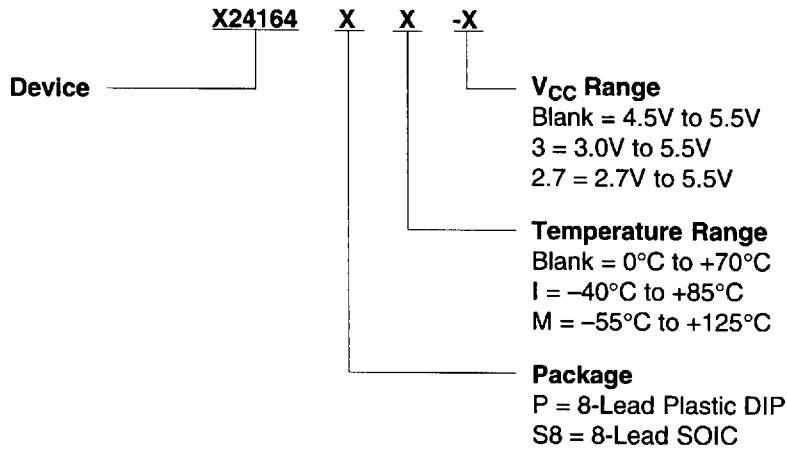 X24164 X X -X
Device
V_CC Range
Blank = 4.5V to 5.5V
3 = 3.0V to 5.5V
2.7 = 2.7V to 5.5V
Temperature Range
Blank = 0°C to +70°C
I = –40°C to +85°C
M = –55°C to +125°C
Package
P = 8-Lead Plastic DIP
S8 = 8-Lead SOIC